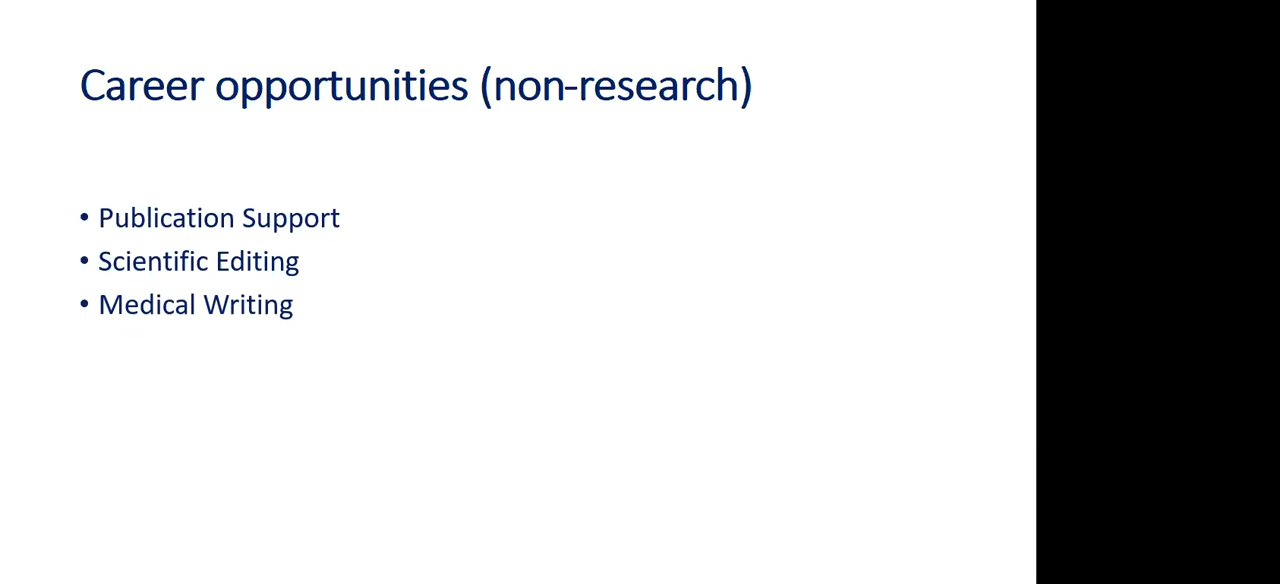 Career opportunities (non-research)
• Publication Support
• Scientific Editing
• Medical Writing